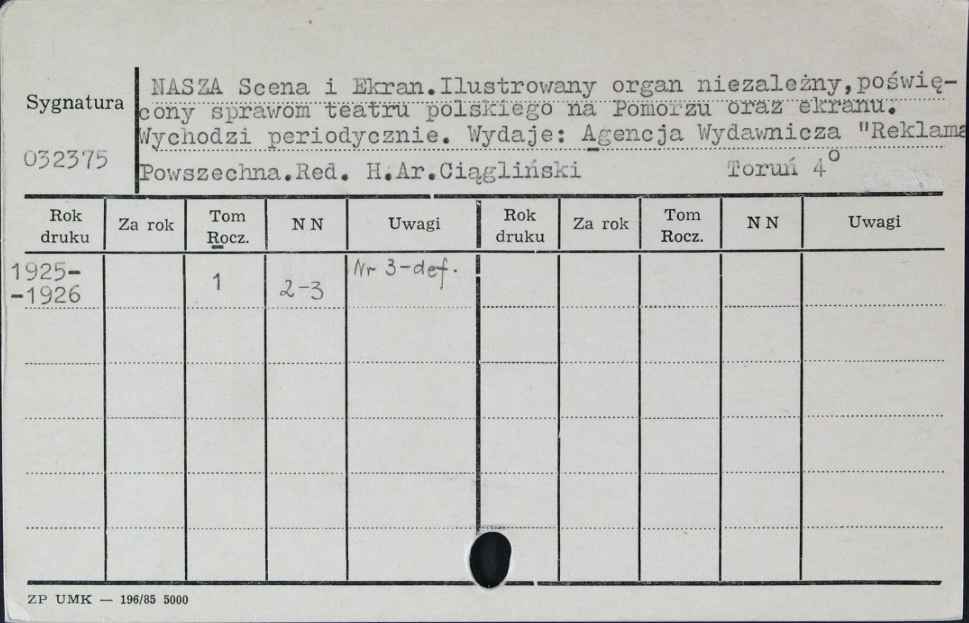 NASZA Scena i Ekran.Ilustrowany organ niezależny,poświę-
Sygnatura
cony sprawom teatru polskiego na Pomorzu oraz ekranu.
Wychodzi periodycznie. Wydaje: Agencja Wydawnicza "Reklama
032375
Powszechna.Red. H.Ar.Ciągliński Toruń 4°
Rok druku Za rok Tom Rocz. N N Uwagi Rok druku Za rok Tom Rocz. N N Uwagi
1925-
-1926 1 2-3 Nr 3-def.
ZP UMK — 196/85 5000